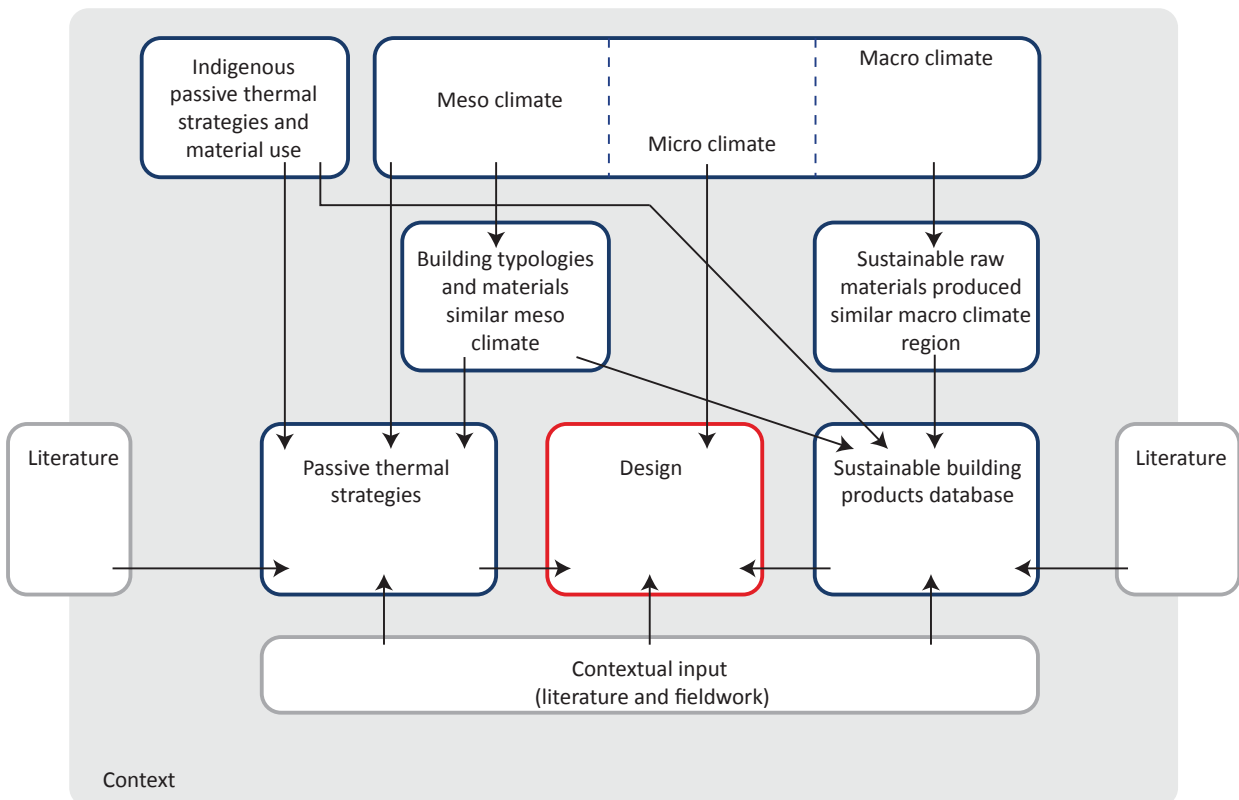 Indigenous
passive thermal
strategies and
material use
Meso climate
Micro climate
Macro climate
Building typologies
and materials
similar meso
climate
Sustainable raw
materials produced
similar macro climate
region
Literature
Passive thermal
strategies
Design
Sustainable building
products database
Literature
Contextual input
(literature and fieldwork)
Context